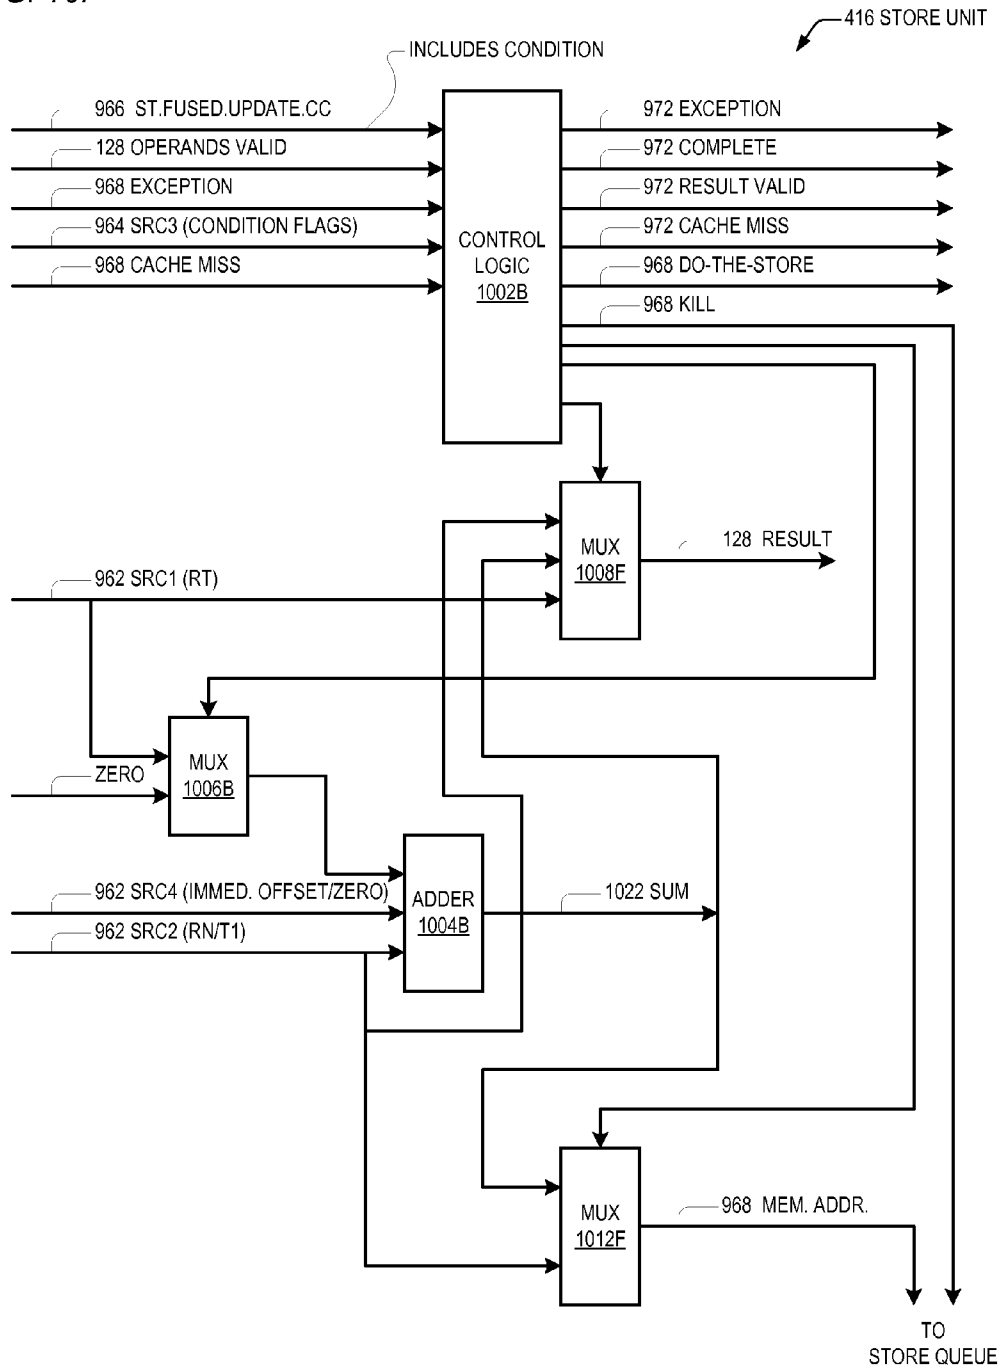 416 STORE UNIT
INCLUDES CONDITION
966 ST.FUSED.UPDATE.CC
128 OPERANDS VALID
968 EXCEPTION
964 SRC3 (CONDITION FLAGS)
968 CACHE MISS
CONTROL
LOGIC
1002B
972 EXCEPTION
972 COMPLETE
972 RESULT VALID
972 CACHE MISS
968 DO-THE-STORE
968 KILL
MUX
1008F
128 RESULT
962 SRC1 (RT)
MUX
1006B
ZERO
962 SRC4 (IMMED. OFFSET/ZERO)
962 SRC2 (RN/T1)
ADDER
1004B
1022 SUM
MUX
1012F
968 MEM. ADDR.
TO
STORE QUEUE